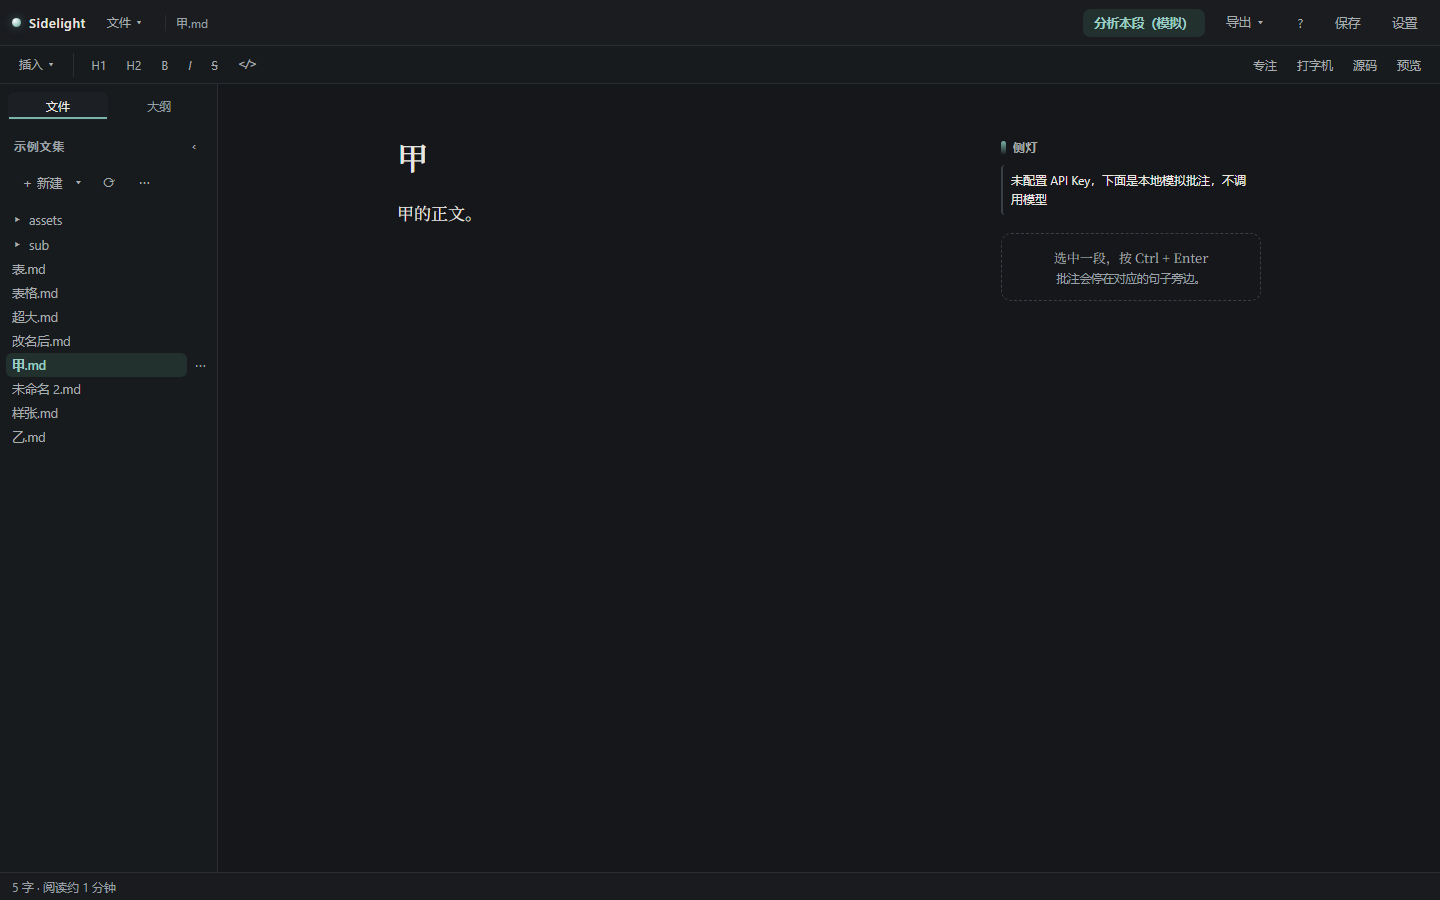 Sidelight 文件 甲.md 分析本段（模拟） 导出 ? 保存 设置
插入 H1 H2 B I S </> 专注 打字机 源码 预览
文件 大纲
示例文集
+ 新建 ...
assets
sub
表.md
表格.md
超大.md
改名后.md
甲.md ...
未命名 2.md
样张.md
乙.md
甲
甲的正文。
侧灯
未配置 API Key，下面是本地模拟批注，不调
用模型
选中一段，按 Ctrl + Enter
批注会停在对应的句子旁边。
5 字 · 阅读约 1 分钟